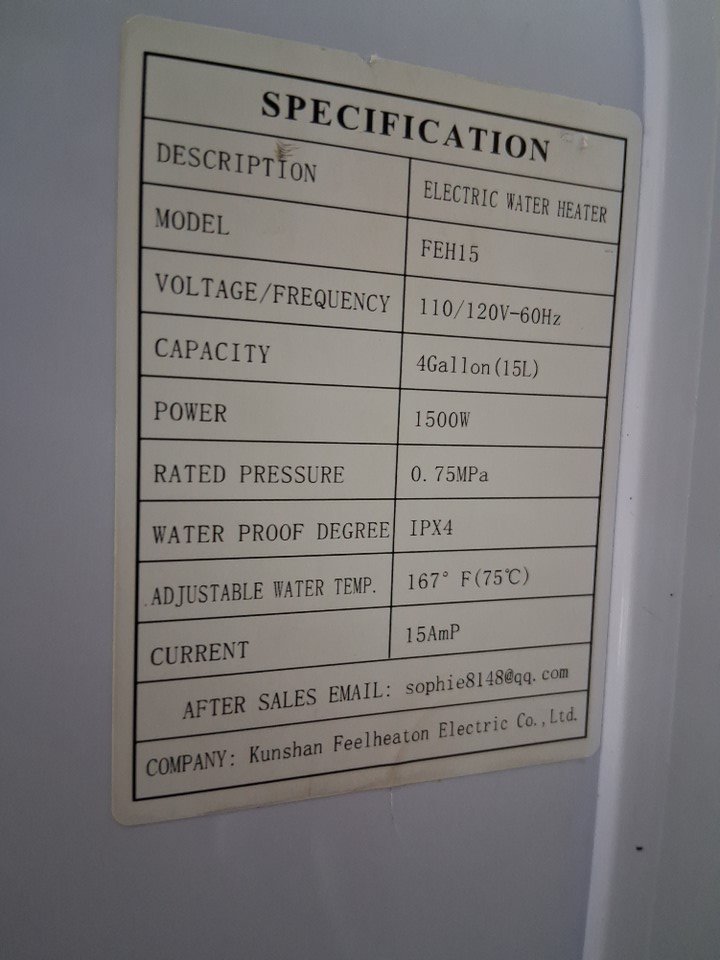 SPECIFICATION
DESCRIPTION ELECTRIC WATER HEATER
MODEL FEH15
VOLTAGE/FREQUENCY 110/120V-60Hz
CAPACITY 4Gallon(15L)
POWER 1500W
RATED PRESSURE 0.75MPa
WATER PROOF DEGREE IPX4
ADJUSTABLE WATER TEMP. 167° F(75℃)
CURRENT 15AmP
AFTER SALES EMAIL: sophie8148@qq.com
COMPANY: Kunshan Feelheaton Electric Co.,Ltd.